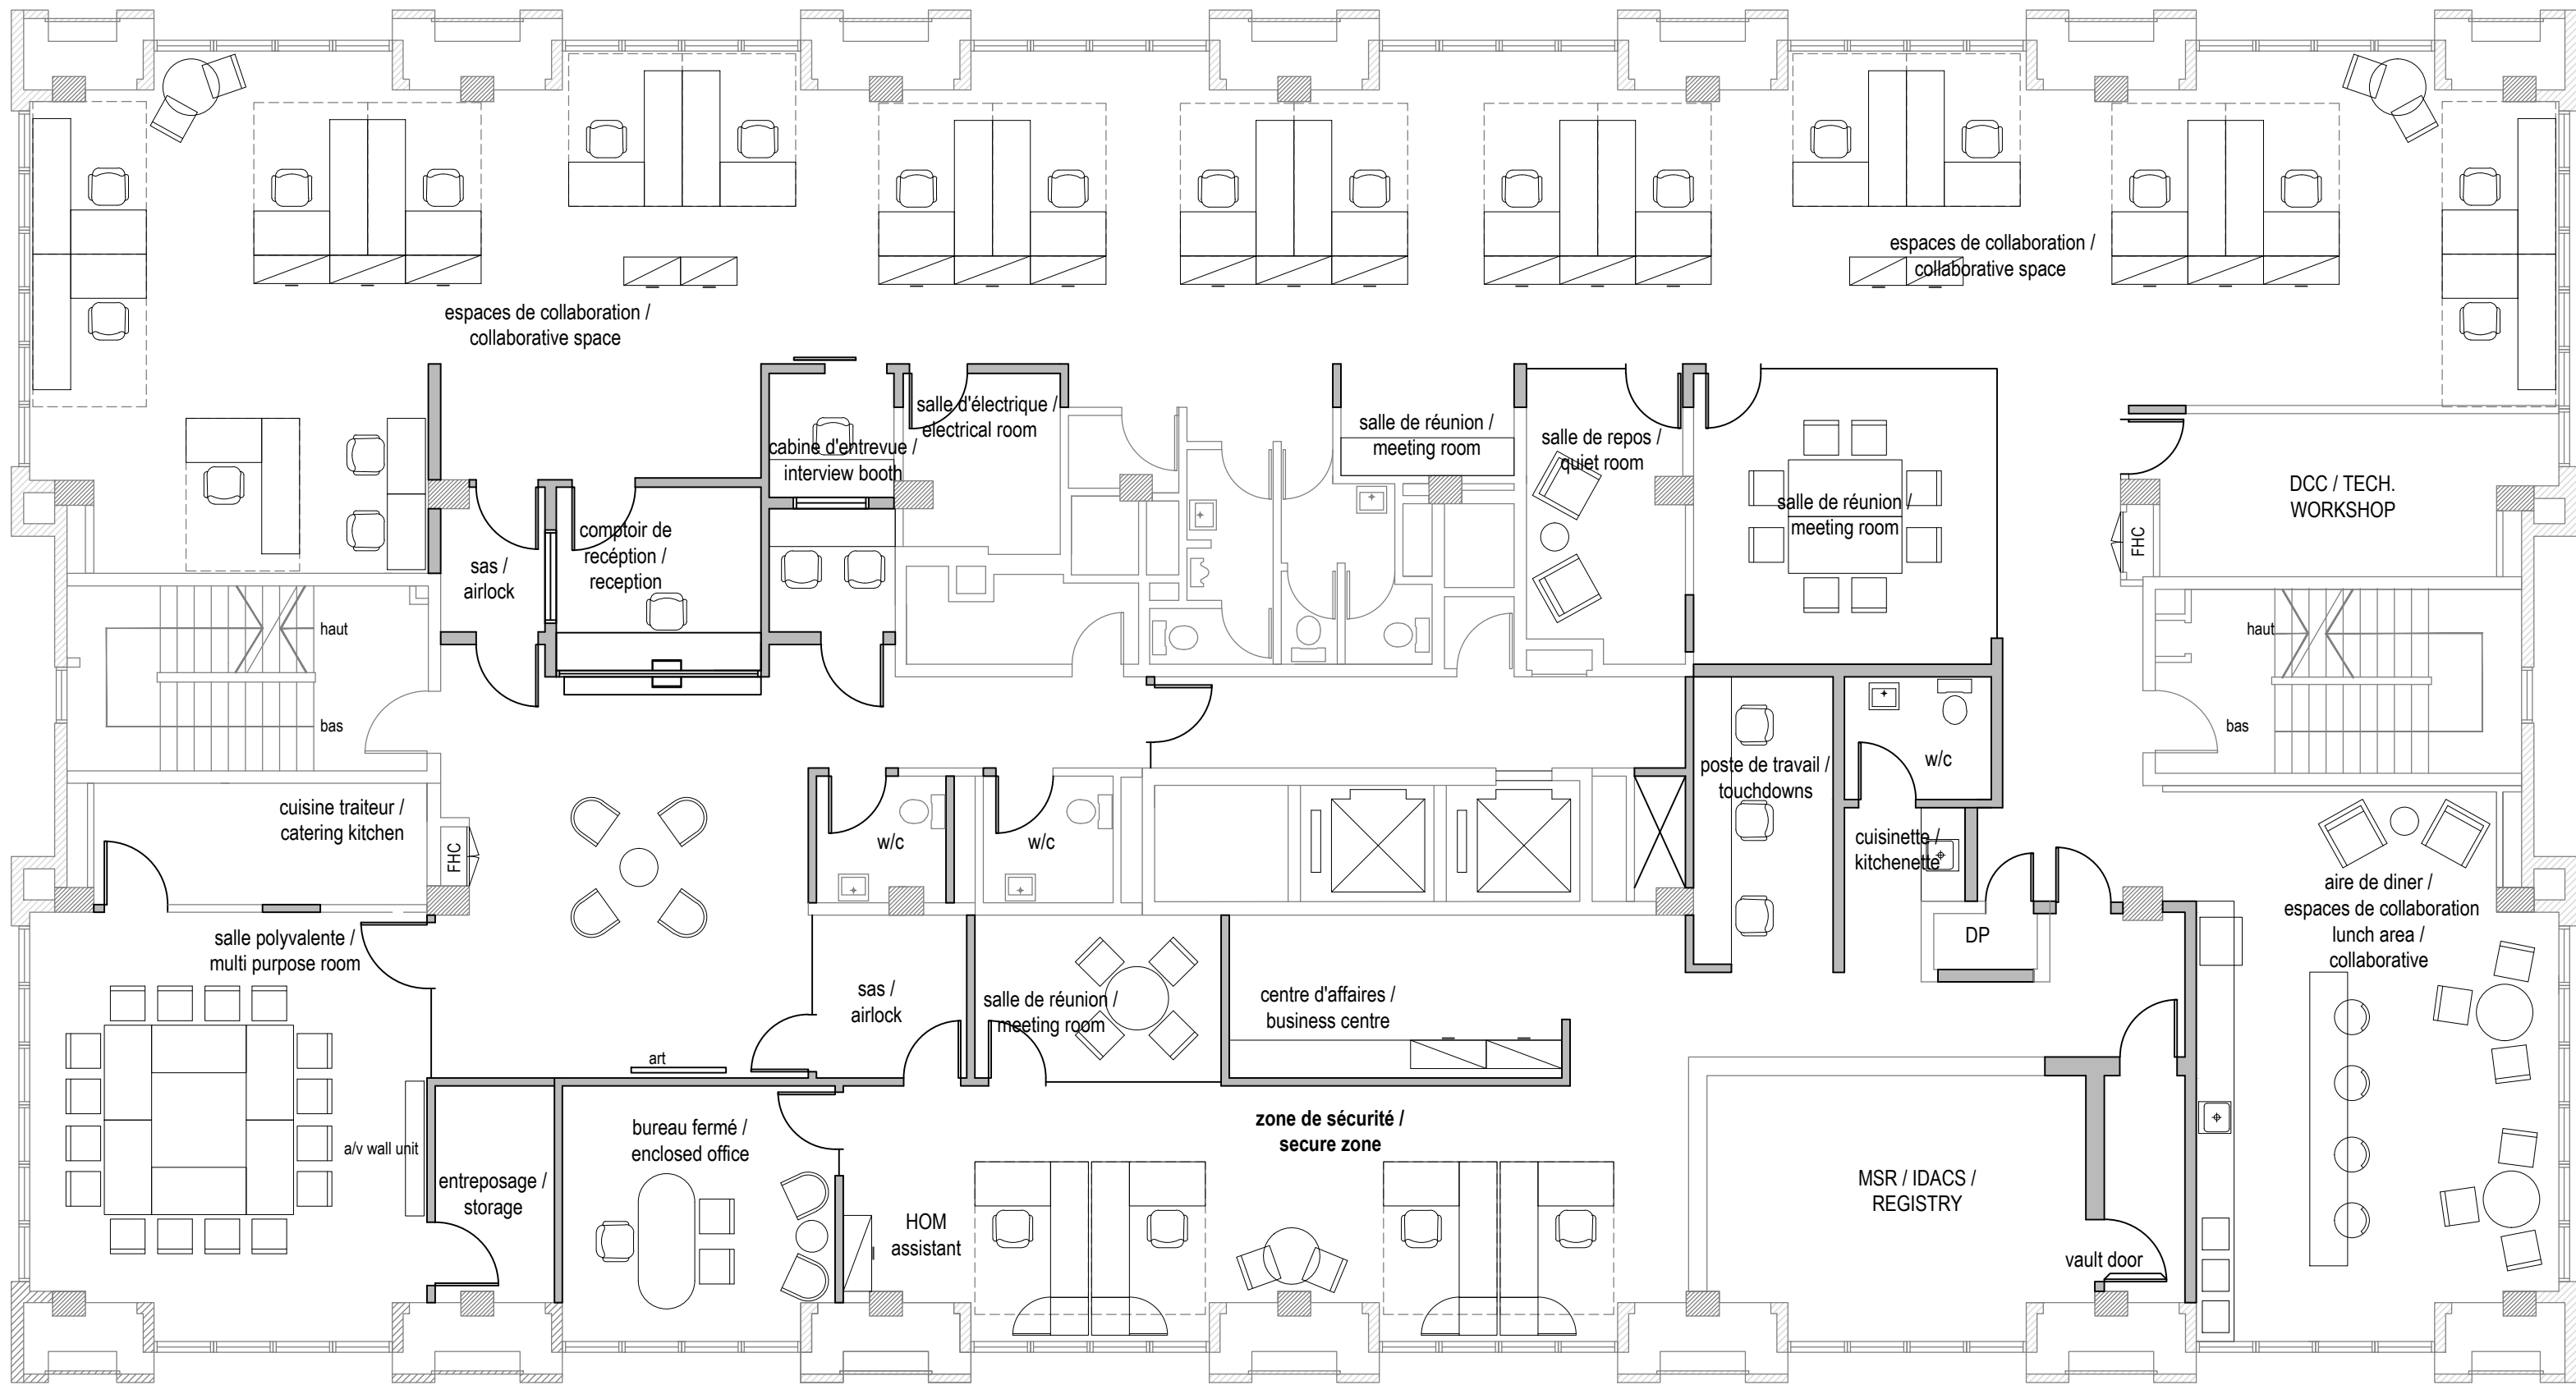 espaces de collaboration /
collaborative space
espaces de collaboration /
collaborative space
salle d'électrique /
electrical room
cabine d'entrevue /
interview booth
salle de réunion /
meeting room
salle de repos /
quiet room
salle de réunion /
meeting room
DCC / TECH.
WORKSHOP
FHC
comptoir de
recéption /
reception
sas /
airlock
haut
bas
haut
bas
poste de travail /
touchdowns
w/c
cuisine traiteur /
catering kitchen
FHC
w/c
w/c
cuisinette /
kitchenette
aire de diner /
espaces de collaboration
lunch area /
collaborative
DP
salle polyvalente /
multi purpose room
sas /
airlock
salle de réunion /
meeting room
centre d'affaires /
business centre
art
zone de sécurité /
secure zone
bureau fermé /
enclosed office
a/v wall unit
entreposage /
storage
HOM
assistant
MSR / IDACS /
REGISTRY
vault door